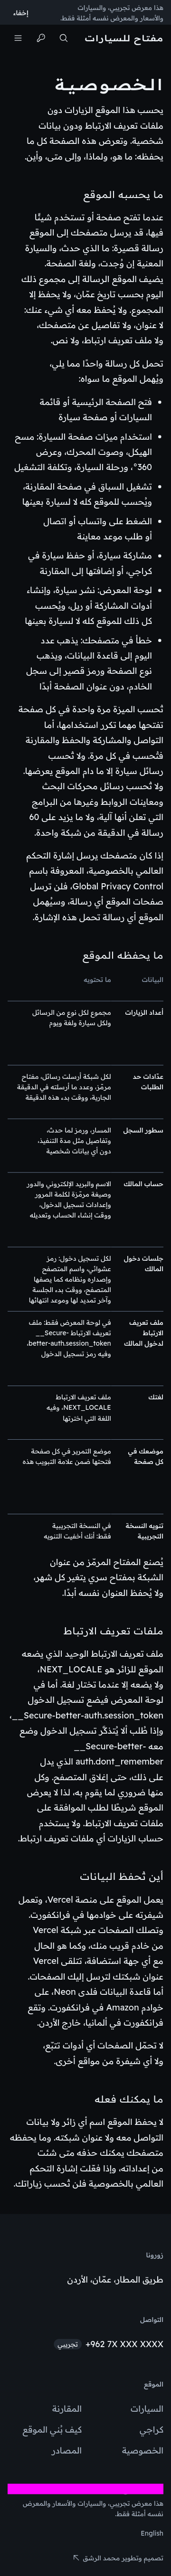 هذا معرض تجريبي، والسيارات
والأسعار والمعرض نفسه أمثلة فقط.
إخفاء
مفتاح للسيارات
الخصوصية
يحسب هذا الموقع الزيارات دون
ملفات تعريف الارتباط ودون بيانات
شخصية. وتعرض هذه الصفحة كل ما
يحفظه: ما هو، ولماذا، وإلى متى، وأين.
ما يحسبه الموقع
عندما تفتح صفحة أو تستخدم شيئًا
فيها، قد يرسل متصفحك إلى الموقع
رسالة قصيرة: ما الذي حدث، والسيارة
المعنية إن وُجدت، ولغة الصفحة.
يضيف الموقع الرسالة إلى مجموع ذلك
اليوم بحسب تاريخ عمّان، ولا يحفظ إلا
المجموع. ولا يُحفظ معه أي شيء عنك:
لا عنوان، ولا تفاصيل عن متصفحك،
ولا ملف تعريف ارتباط، ولا نص.
تحمل كل رسالة واحدًا مما يلي،
ويُهمل الموقع ما سواه:
• فتح الصفحة الرئيسية أو قائمة
السيارات أو صفحة سيارة
• استخدام ميزات صفحة السيارة: مسح
الهيكل، وصوت المحرك، وعرض
360°، ورحلة السيارة، وتكلفة التشغيل
• تشغيل السباق في صفحة المقارنة،
ويُحسب للموقع كله لا لسيارة بعينها
• الضغط على واتساب أو اتصال
أو طلب موعد معاينة
• مشاركة سيارة، أو حفظ سيارة في
كراجي، أو إضافتها إلى المقارنة
• لوحة المعرض: نشر سيارة، وإنشاء
أدوات المشاركة أو ريل، ويُحسب
كل ذلك للموقع كله لا لسيارة بعينها
• خطأ في متصفحك: يذهب عدد
اليوم إلى قاعدة البيانات، ويذهب
نوع الصفحة ورمز قصير إلى سجل
الخادم، دون عنوان الصفحة أبدًا
تُحسب الميزة مرة واحدة في كل صفحة
تفتحها مهما تكرر استخدامها، أما
التواصل والمشاركة والحفظ والمقارنة
فتُحسب في كل مرة. ولا تُحسب
رسائل سيارة إلا ما دام الموقع يعرضها.
ولا تُحسب رسائل محركات البحث
ومعاينات الروابط وغيرها من البرامج
التي تعلن أنها آلية، ولا ما يزيد على 60
رسالة في الدقيقة من شبكة واحدة.
إذا كان متصفحك يرسل إشارة التحكم
العالمي بالخصوصية، المعروفة باسم
Global Privacy Control، فلن ترسل
صفحات الموقع أي رسالة، وسيُهمل
الموقع أي رسالة تحمل هذه الإشارة.
ما يحفظه الموقع
البيانات	ما تحتويه
أعداد الزيارات	مجموع لكل نوع من الرسائل
ولكل سيارة ولغة ويوم
عدّادات حد
الطلبات
لكل شبكة أرسلت رسائل، مفتاح
مرمّز، وعدد ما أرسلته في الدقيقة
الجارية، ووقت بدء هذه الدقيقة
سطور السجل	المسار، ورمز لما حدث،
وتفاصيل مثل مدة التنفيذ،
دون أي بيانات شخصية
حساب المالك	الاسم والبريد الإلكتروني والدور
وصيغة مرمّزة لكلمة المرور
وإعدادات تسجيل الدخول،
ووقت إنشاء الحساب وتعديله
جلسات دخول
المالك
لكل تسجيل دخول: رمز
عشوائي، واسم المتصفح
وإصداره ونظامه كما يصفها
المتصفح، ووقت بدء الجلسة
وآخر تمديد لها وموعد انتهائها
ملف تعريف
الارتباط
لدخول المالك
في لوحة المعرض فقط: ملف
تعريف الارتباط __Secure-
better-auth.session_token،
وفيه رمز تسجيل الدخول
لغتك	ملف تعريف الارتباط
NEXT_LOCALE، وفيه
اللغة التي اخترتها
موضعك في
كل صفحة
موضع التمرير في كل صفحة
فتحتها ضمن علامة التبويب هذه
تنويه النسخة
التجريبية
في النسخة التجريبية
فقط: أنك أخفيت التنويه
يُصنع المفتاح المرمّز من عنوان
الشبكة بمفتاح سري يتغير كل شهر،
ولا يُحفظ العنوان نفسه أبدًا.
ملفات تعريف الارتباط
ملف تعريف الارتباط الوحيد الذي يضعه
الموقع للزائر هو NEXT_LOCALE،
ولا يضعه إلا عندما تختار لغة. أما في
لوحة المعرض فيضع تسجيل الدخول
__Secure-better-auth.session_token،
وإذا طُلب ألا يُتذكّر تسجيل الدخول وضع
معه __Secure-better-
auth.dont_remember الذي يدل
على ذلك، حتى إغلاق المتصفح. وكل
منها ضروري لما يقوم به، لذا لا يعرض
الموقع شريطًا لطلب الموافقة على
ملفات تعريف الارتباط. ولا يستخدم
حساب الزيارات أي ملف تعريف ارتباط.
أين تُحفظ البيانات
يعمل الموقع على منصة Vercel، وتعمل
شيفرته على خوادمها في فرانكفورت.
وتصلك الصفحات عبر شبكة Vercel
من خادم قريب منك، وكما هو الحال
مع أي جهة استضافة، تتلقى Vercel
عنوان شبكتك لترسل إليك الصفحات.
أما قاعدة البيانات فلدى Neon، على
خوادم Amazon في فرانكفورت. وتقع
فرانكفورت في ألمانيا، خارج الأردن.
لا تحمّل الصفحات أي أدوات تتبّع،
ولا أي شيفرة من مواقع أخرى.
ما يمكنك فعله
لا يحفظ الموقع اسم أي زائر ولا بيانات
التواصل معه ولا عنوان شبكته. وما يحفظه
متصفحك يمكنك حذفه متى شئت
من إعداداته، وإذا فعّلت إشارة التحكم
العالمي بالخصوصية فلن تُحسب زياراتك.
زورونا
طريق المطار، عمّان، الأردن
التواصل
+962 7X XXX XXXX تجريبي
الموقع
السيارات	المقارنة
كراجي	كيف بُني الموقع
الخصوصية	المصادر
هذا معرض تجريبي، والسيارات والأسعار والمعرض
نفسه أمثلة فقط.
English
تصميم وتطوير محمد الرشق